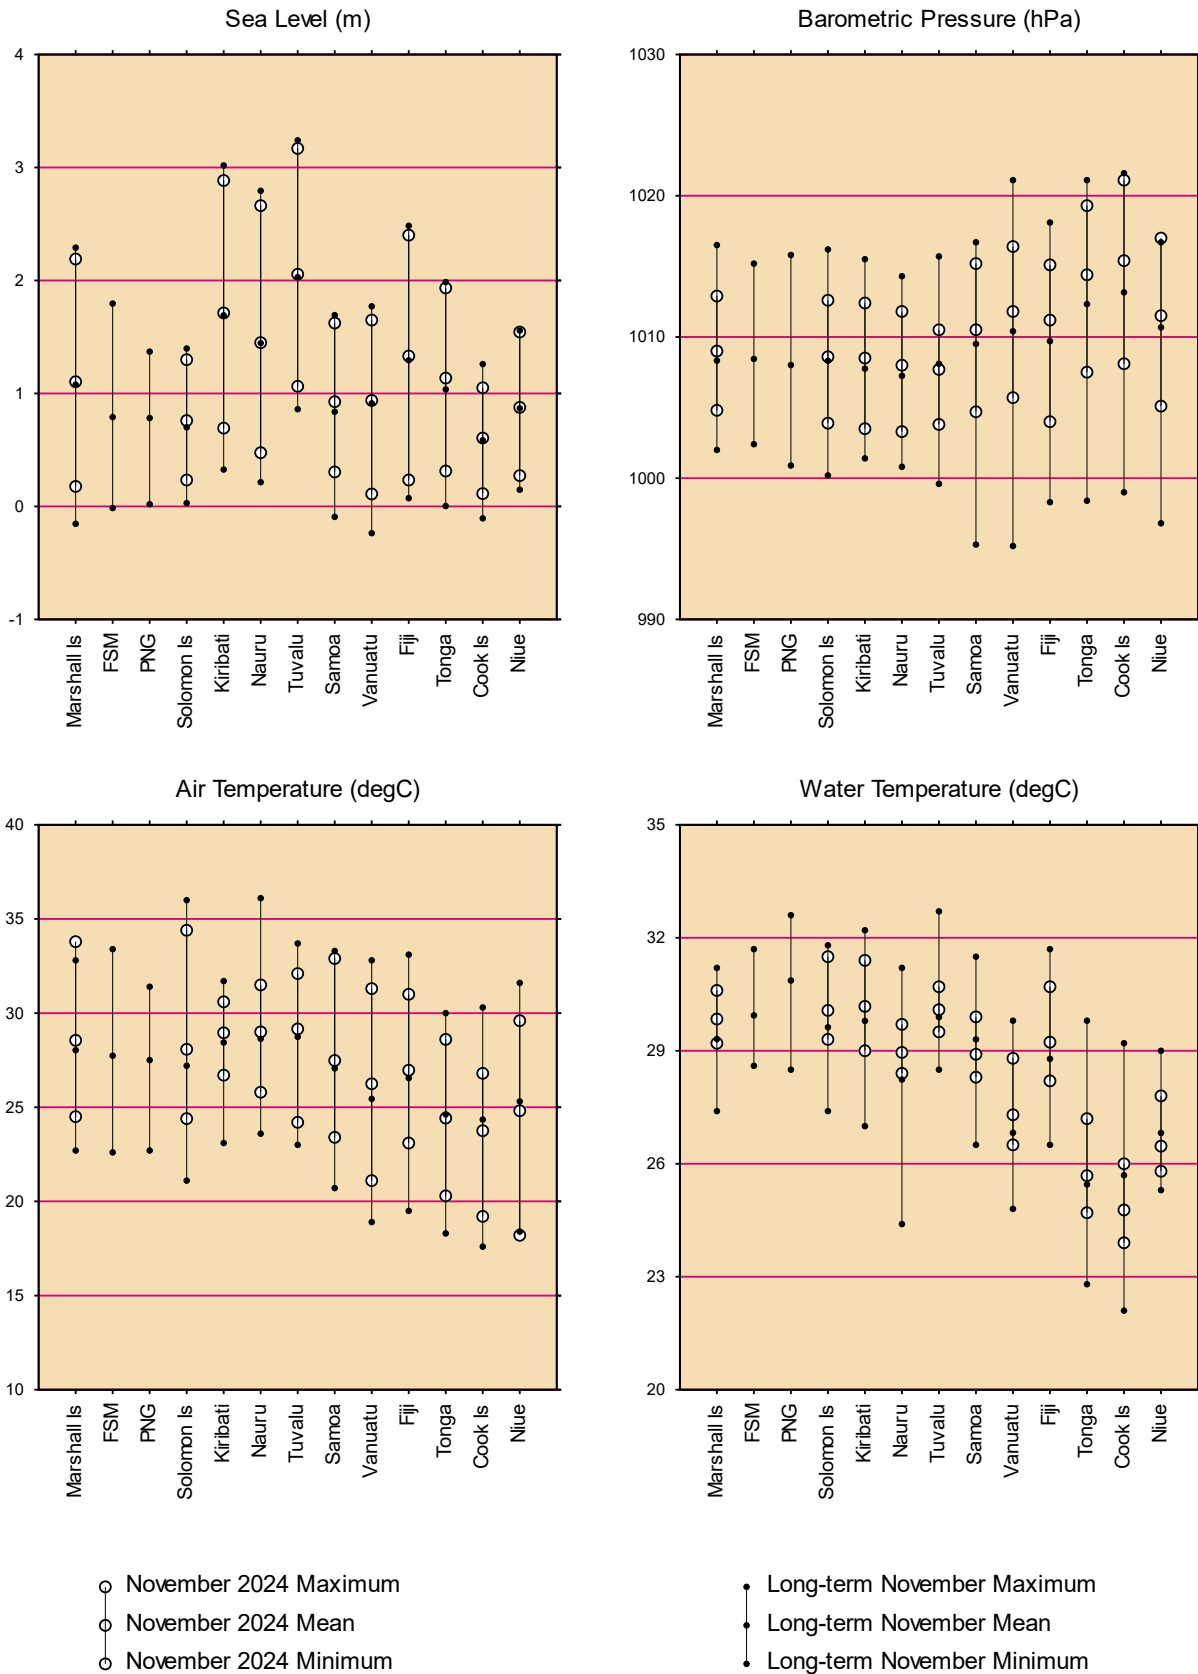 Sea Level (m)
4
3
2
1
0
-1
Marshall Is
FSM
PNG
Solomon Is
Kiribati
Nauru
Tuvalu
Samoa
Vanuatu
Fiji
Tonga
Cook Is
Niue
Barometric Pressure (hPa)
1030
1020
1010
1000
990
Marshall Is
FSM
PNG
Solomon Is
Kiribati
Nauru
Tuvalu
Samoa
Vanuatu
Fiji
Tonga
Cook Is
Niue
Air Temperature (degC)
40
35
30
25
20
15
10
Marshall Is
FSM
PNG
Solomon Is
Kiribati
Nauru
Tuvalu
Samoa
Vanuatu
Fiji
Tonga
Cook Is
Niue
Water Temperature (degC)
35
32
29
26
23
20
Marshall Is
FSM
PNG
Solomon Is
Kiribati
Nauru
Tuvalu
Samoa
Vanuatu
Fiji
Tonga
Cook Is
Niue
November 2024 Maximum
November 2024 Mean
November 2024 Minimum
Long-term November Maximum
Long-term November Mean
Long-term November Minimum